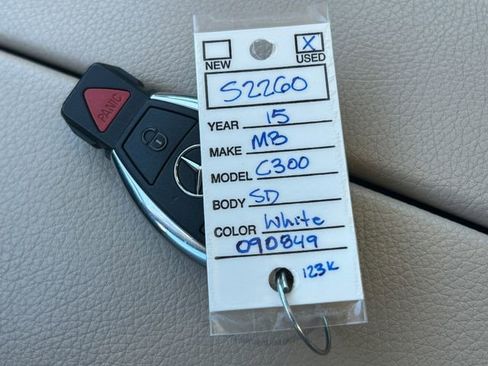 PANIC
NEW
X
USED
S2260
YEAR 15
MAKE MB
MODEL C300
BODY SD
COLOR White
090849
123K